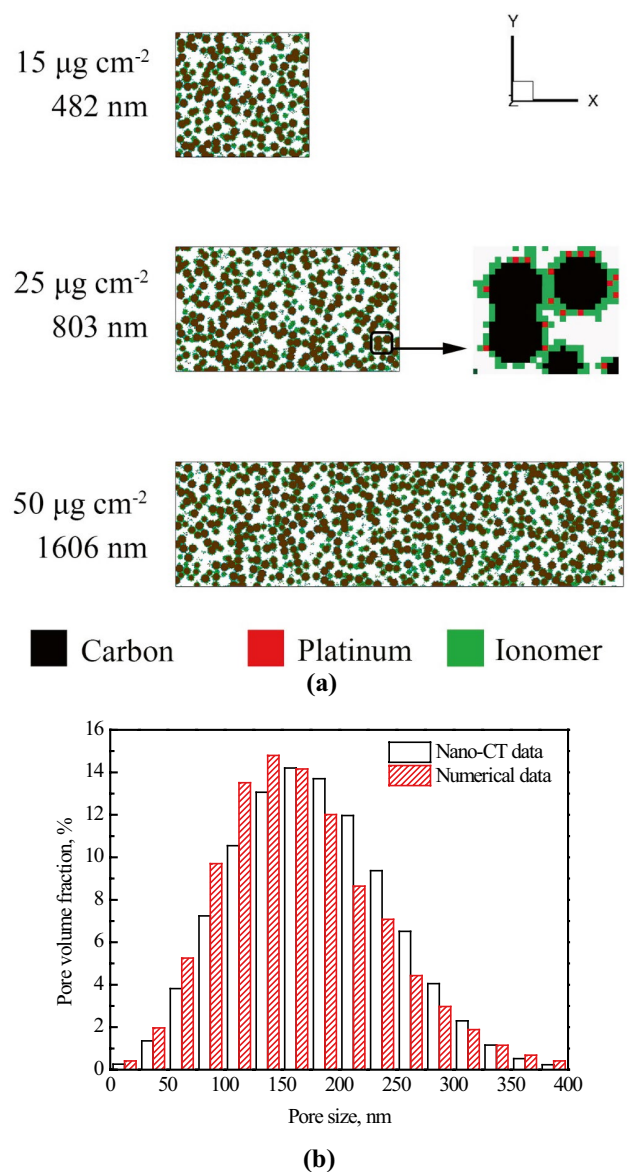 15 μg cm-2
482 nm
Y
Z
X
25 μg cm-2
803 nm
50 μg cm-2
1606 nm
Carbon
Platinum
Ionomer
(a)
16
14
12
10
8
6
4
2
0
Pore volume fraction, %
Nano-CT data
Numerical data
0 50 100 150 200 250 300 350 400
Pore size, nm
(b)